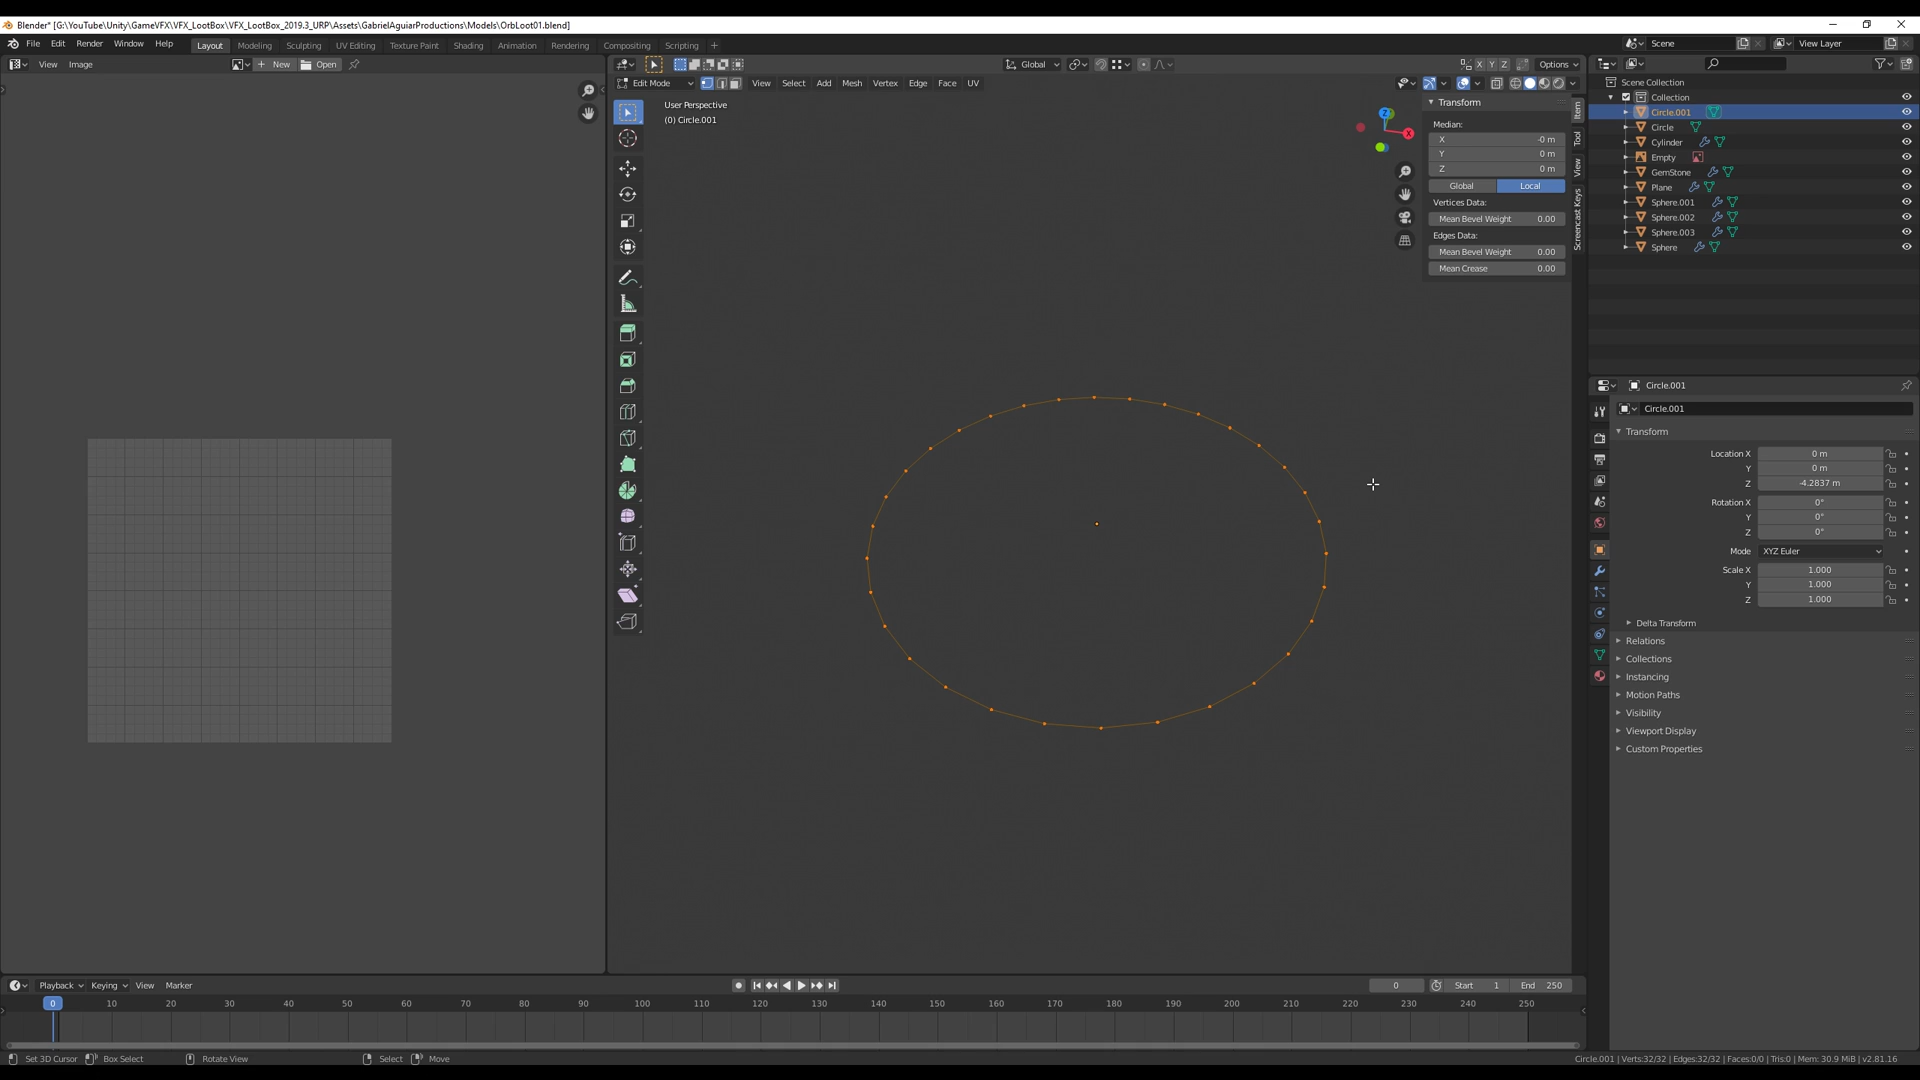 Blender* [G:\YouTube\Unity\GameVFX\VFX_LootBox\VFX_LootBox_2019.3_URP\Assets\GabrielAguiarProductions\Models\OrbLoot01.blend]
File Edit Render Window Help Layout Modeling Sculpting UV Editing Texture Paint Shading Animation Rendering Compositing Scripting + Scene View Layer
View Image New Open Global X Y Z Options
Edit Mode View Select Add Mesh Vertex Edge Face UV
User Perspective
(0) Circle.001
Transform
Median:
X -0 m
Y 0 m
Z 0 m
Global Local
Vertices Data:
Mean Bevel Weight 0.00
Edges Data:
Mean Bevel Weight 0.00
Mean Crease 0.00
Item
Tool
View
Screencast Keys
Z
X
Scene Collection
Collection
Circle.001
Circle
Cylinder
Empty
GemStone
Plane
Sphere.001
Sphere.002
Sphere.003
Sphere
Circle.001
Circle.001
Transform
Location X 0 m
Y 0 m
Z -4.2837 m
Rotation X 0°
Y 0°
Z 0°
Mode XYZ Euler
Scale X 1.000
Y 1.000
Z 1.000
Delta Transform
Relations
Collections
Instancing
Motion Paths
Visibility
Viewport Display
Custom Properties
Playback Keying View Marker 0 Start 1 End 250
0 10 20 30 40 50 60 70 80 90 100 110 120 130 140 150 160 170 180 190 200 210 220 230 240 250
Set 3D Cursor Box Select Rotate View Select Move Circle.001 | Verts:32/32 | Edges:32/32 | Faces:0/0 | Tris:0 | Mem: 30.9 MiB | v2.81.16